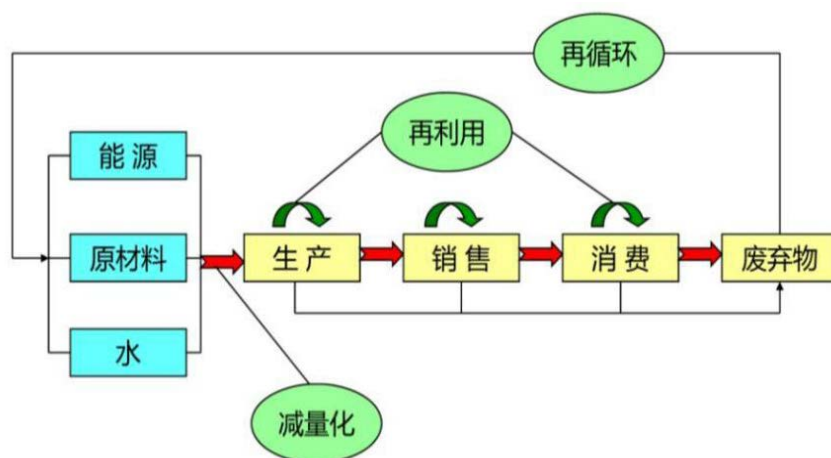 再循环
再利用
能源
原材料
水
生产
销售
消费
废弃物
减量化